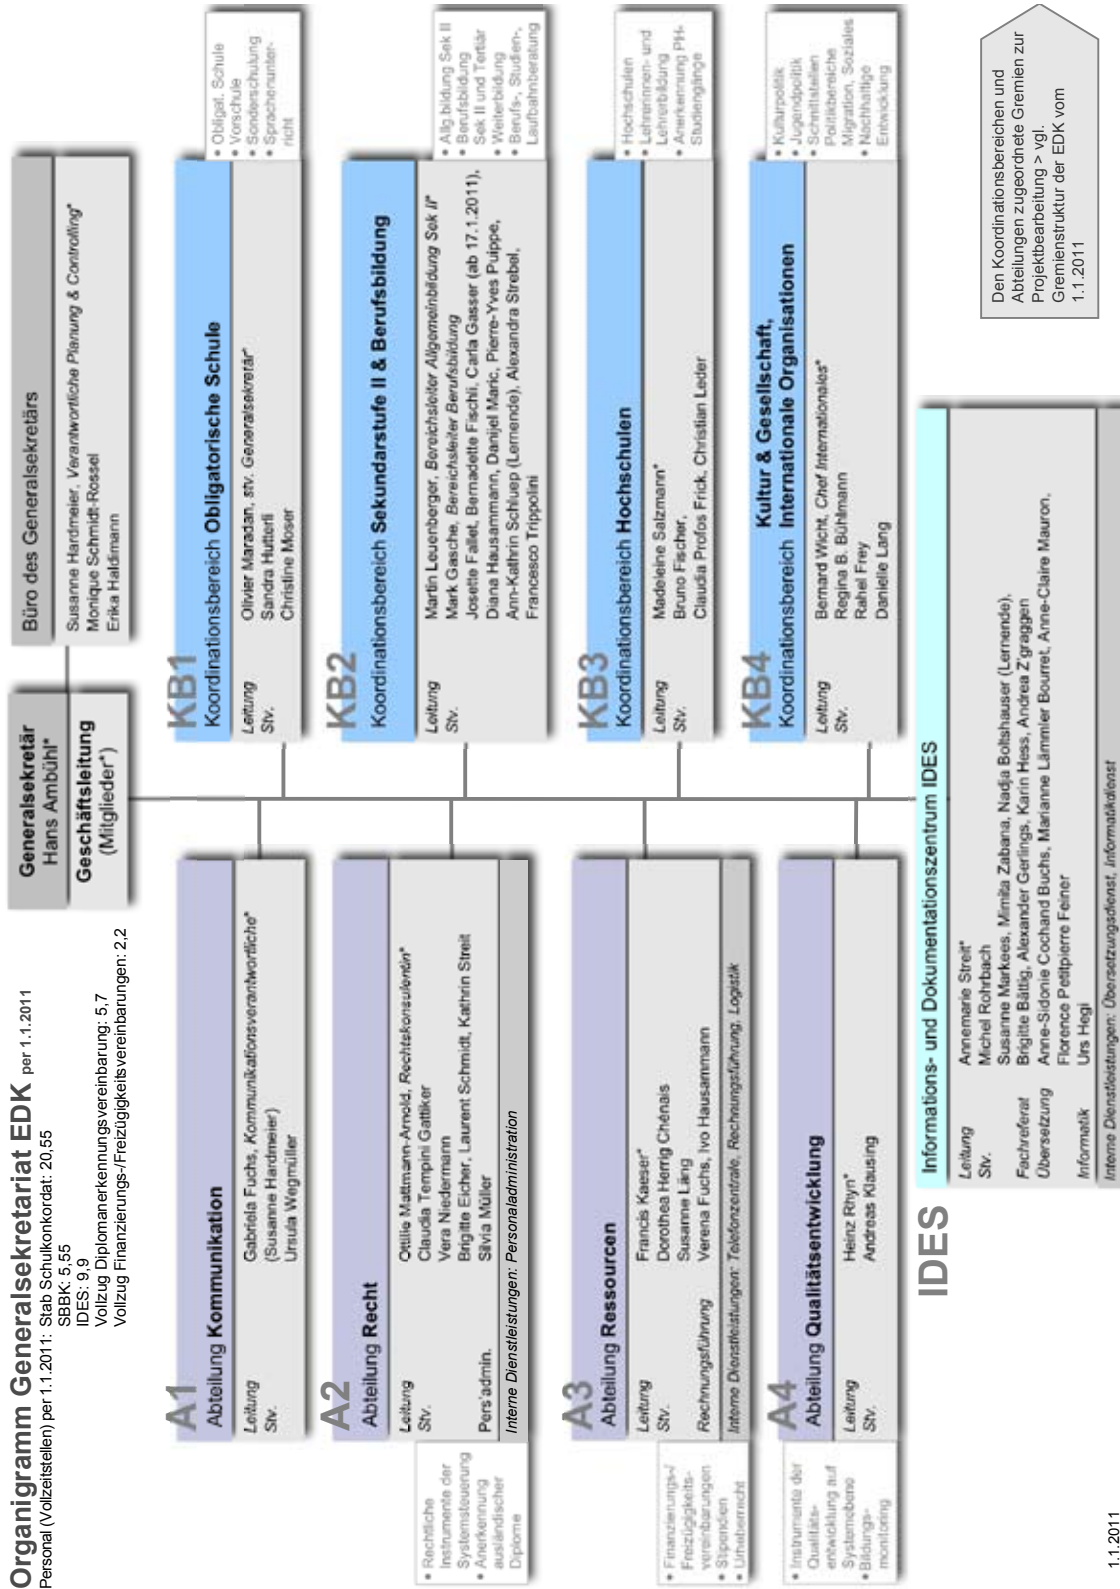 Organigramm Generalsekretariat EDK per 1.1.2011
Personal (Vollzeitstellen) per 1.1.2011: Stab Schulkonkordat: 20,55
SBBK: 5,55
IDES: 9,9
Vollzug Diplomanerkennungsvereinbarung: 5,7
Vollzug Finanzierungs-/Freizügigkeitsvereinbarungen: 2,2
Generalsekretär
Hans Ambühl*
Geschäftsleitung
(Mitglieder*)
Büro des Generalsekretärs
Susanne Hardmeier, Verantwortliche Planung & Controlling*
Monique Schmidt-Rossel
Erika Haldimann
A1
Abteilung Kommunikation
Leitung Gabriela Fuchs, Kommunikationsverantwortliche*
Stv. (Susanne Hardmeier)
Ursula Wegmüller
KB1
Koordinationsbereich Obligatorische Schule
Leitung Olivier Maradan, stv. Generalsekretär*
Stv. Sandra Hutterli
Christine Moser
• Obligat. Schule
• Vorschule
• Sonderschulung
• Sprachenunter-
richt
A2
Abteilung Recht
Leitung Ottilie Mattmann-Arnold, Rechtskonsulentin*
Stv. Claudia Tempini Gattiker
Vera Niedermann
Brigitte Eicher, Laurent Schmidt, Kathrin Streit
Pers'admin. Silvia Müller
Interne Dienstleistungen: Personaladministration
• Rechtliche
Instrumente der
Systemsteuerung
• Anerkennung
ausländischer
Diplome
KB2
Koordinationsbereich Sekundarstufe II & Berufsbildung
Leitung Martin Leuenberger, Bereichsleiter Allgemeinbildung Sek II*
Stv. Mark Gasche, Bereichsleiter Berufsbildung
Josette Fallet, Bernadette Fischli, Carla Gasser (ab 17.1.2011),
Diana Hausammann, Danijel Maric, Pierre-Yves Puippe,
Ann-Kathrin Schluep (Lernende), Alexandra Strebel,
Francesco Trippolini
• Allg.bildung Sek II
• Berufsbildung
Sek II und Tertiär
• Weiterbildung
• Berufs-, Studien-,
Laufbahnberatung
A3
Abteilung Ressourcen
Leitung Francis Kaeser*
Stv. Dorothea Herrig Chênais
Susanne Läng
Rechnungsführung Verena Fuchs, Ivo Hausammann
Interne Dienstleistungen: Telefonzentrale, Rechnungsführung, Logistik
• Finanzierungs-/
Freizügigkeits-
vereinbarungen
• Stipendien
• Urheberrecht
KB3
Koordinationsbereich Hochschulen
Leitung Madeleine Salzmann*
Stv. Bruno Fischer,
Claudia Profos Frick, Christian Leder
• Hochschulen
• Lehrerinnen- und
Lehrerbildung
• Anerkennung PH-
Studiengänge
A4
Abteilung Qualitätsentwicklung
Leitung Heinz Rhyn*
Stv. Andreas Klausing
• Instrumente der
Qualitäts-
entwicklung auf
Systemebene
• Bildungs-
monitoring
KB4
Kultur & Gesellschaft,
Koordinationsbereich Internationale Organisationen
Leitung Bernard Wicht, Chef Internationales*
Stv. Regina B. Bühlmann
Rahel Frey
Danielle Lang
• Kulturpolitik
• Jugendpolitik
• Schnittstellen
Politikbereiche
Migration, Soziales
• Nachhaltige
Entwicklung
IDES
Informations- und Dokumentationszentrum IDES
Leitung Annemarie Streit*
Stv. Michel Rohrbach
Susanne Markees, Mimita Zabana, Nadja Boltshauser (Lernende),
Fachreferat Brigitte Bättig, Alexander Gerlings, Karin Hess, Andrea Z'graggen
Übersetzung Anne-Sidonie Cochand Buchs, Marianne Lämmler Bourret, Anne-Claire Mauron,
Florence Petitpierre Feiner
Informatik Urs Hegi
Interne Dienstleistungen: Übersetzungsdienst, Informatikdienst
Den Koordinationsbereichen und
Abteilungen zugeordnete Gremien zur
Projektbearbeitung > vgl.
Gremienstruktur der EDK vom
1.1.2011
1.1.2011